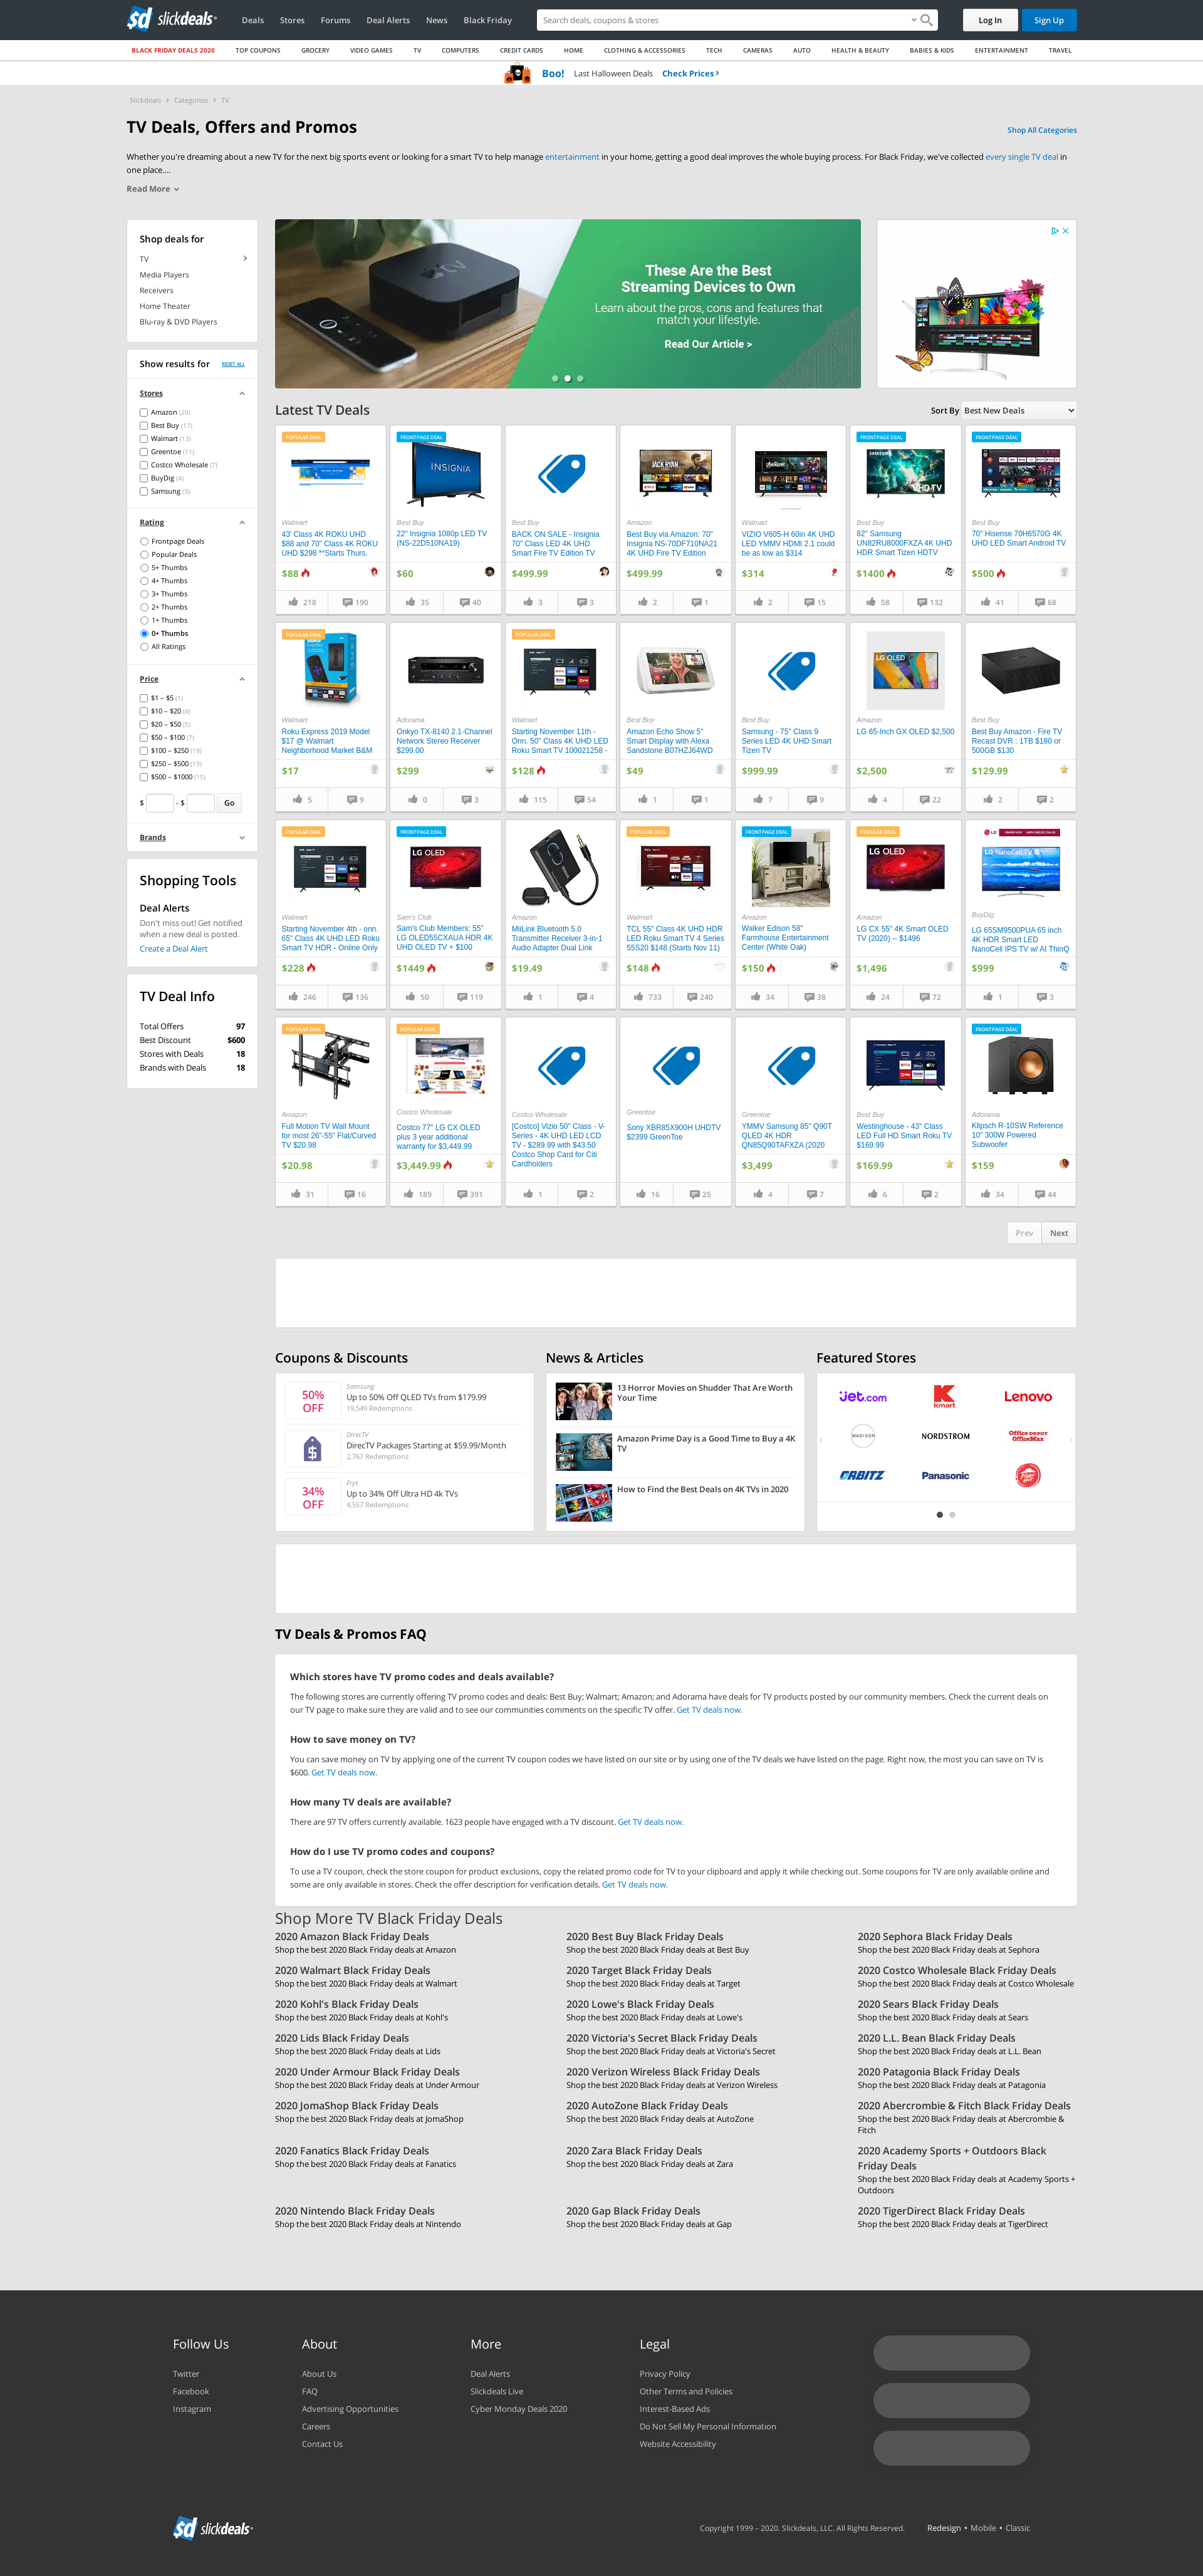 slickdeals
Deals Stores Forums Deal Alerts News Black Friday
Search deals, coupons & stores
Log In Sign Up
BLACK FRIDAY DEALS 2020 TOP COUPONS GROCERY VIDEO GAMES TV COMPUTERS CREDIT CARDS HOME CLOTHING & ACCESSORIES TECH CAMERAS AUTO HEALTH & BEAUTY BABIES & KIDS ENTERTAINMENT TRAVEL
Boo! Last Halloween Deals Check Prices
Slickdeals > Categories > TV
TV Deals, Offers and Promos
Shop All Categories
Whether you're dreaming about a new TV for the next big sports event or looking for a smart TV to help manage entertainment in your home, getting a good deal improves the whole buying process. For Black Friday, we've collected every single TV deal in
one place....
Read More
Shop deals for
TV
Media Players
Receivers
Home Theater
Blu-ray & DVD Players
Show results for RESET ALL
Stores
Amazon (20)
Best Buy (17)
Walmart (13)
Greentoe (11)
Costco Wholesale (7)
BuyDig (4)
Samsung (3)
Rating
Frontpage Deals
Popular Deals
5+ Thumbs
4+ Thumbs
3+ Thumbs
2+ Thumbs
1+ Thumbs
0+ Thumbs
All Ratings
Price
$1 – $5 (1)
$10 – $20 (4)
$20 – $50 (5)
$50 – $100 (7)
$100 – $250 (19)
$250 – $500 (13)
$500 – $1000 (15)
$ - $ Go
Brands
Shopping Tools
Deal Alerts
Don't miss out! Get notified
when a new deal is posted.
Create a Deal Alert
TV Deal Info
Total Offers 97
Best Discount $600
Stores with Deals 18
Brands with Deals 18
These Are the Best
Streaming Devices to Own
Learn about the pros, cons and features that
match your lifestyle.
Read Our Article >
Latest TV Deals
Sort By Best New Deals
POPULAR DEAL
Walmart
43' Class 4K ROKU UHD
$88 and 70" Class 4K ROKU
UHD $298 **Starts Thurs.
$88
218 190
FRONTPAGE DEAL
INSIGNIA
Best Buy
22" Insignia 1080p LED TV
(NS-22D510NA19)
$60
35 40
Best Buy
BACK ON SALE - Insignia
70" Class LED 4K UHD
Smart Fire TV Edition TV
$499.99
3 3
JACK RYAN
Amazon
Best Buy via Amazon: 70"
Insignia NS-70DF710NA21
4K UHD Fire TV Edition
$499.99
2 1
Walmart
VIZIO V605-H 60in 4K UHD
LED YMMV HDMI 2.1 could
be as low as $314
$314
2 15
FRONTPAGE DEAL
SAMSUNG
UHD TV
Best Buy
82" Samsung
UN82RU8000FXZA 4K UHD
HDR Smart Tizen HDTV
$1400
58 132
FRONTPAGE DEAL
Best Buy
70" Hisense 70H6570G 4K
UHD LED Smart Android TV
$500
41 68
POPULAR DEAL
Walmart
Roku Express 2019 Model
$17 @ Walmart
Neighborhood Market B&M
$17
5 9
Adorama
Onkyo TX-8140 2.1-Channel
Network Stereo Receiver
$299.00
$299
0 3
POPULAR DEAL
Walmart
Starting November 11th -
Onn. 50" Class 4K UHD LED
Roku Smart TV 100021258 -
$128
115 54
Best Buy
Amazon Echo Show 5"
Smart Display with Alexa
Sandstone B07HZJ64WD
$49
1 1
Best Buy
Samsung - 75" Class 9
Series LED 4K UHD Smart
Tizen TV
$999.99
7 9
LG OLED
Amazon
LG 65-Inch GX OLED $2,500
$2,500
4 22
Best Buy
Best Buy Amazon - Fire TV
Recast DVR : 1TB $180 or
500GB $130
$129.99
2 2
POPULAR DEAL
Walmart
Starting November 4th - onn.
65" Class 4K UHD LED Roku
Smart TV HDR - Online Only
$228
246 136
FRONTPAGE DEAL
LG OLED
Sam's Club
Sam's Club Members: 55"
LG OLED55CXAUA HDR 4K
UHD OLED TV + $100
$1449
50 119
Amazon
MiiLink Bluetooth 5.0
Transmitter Receiver 3-in-1
Audio Adapter Dual Link
$19.49
1 4
POPULAR DEAL
Walmart
TCL 55" Class 4K UHD HDR
LED Roku Smart TV 4 Series
55S20 $148 (Starts Nov 11)
$148
733 240
FRONTPAGE DEAL
Amazon
Walker Edison 58"
Farmhouse Entertainment
Center (White Oak)
$150
34 38
POPULAR DEAL
LG OLED
Amazon
LG CX 55" 4K Smart OLED
TV (2020) -- $1496
$1,496
24 72
LG
LG NanoCell TV
BuyDig
LG 65SM9500PUA 65 inch
4K HDR Smart LED
NanoCell IPS TV w/ AI ThinQ
$999
1 3
POPULAR DEAL
Amazon
Full Motion TV Wall Mount
for most 26"-55" Flat/Curved
TV $20.98
$20.98
31 16
POPULAR DEAL
Costco Wholesale
Costco 77" LG CX OLED
plus 3 year additional
warranty for $3,449.99
$3,449.99
189 391
Costco Wholesale
[Costco] Vizio 50" Class - V-
Series - 4K UHD LED LCD
TV - $289.99 with $43.50
Costco Shop Card for Citi
Cardholders
1 2
Greentoe
Sony XBR85X900H UHDTV
$2399 GreenToe
16 25
Greentoe
YMMV Samsung 85" Q90T
QLED 4K HDR
QN85Q90TAFXZA (2020
$3,499
4 7
Best Buy
Westinghouse - 43" Class
LED Full HD Smart Roku TV
$169.99
$169.99
6 2
FRONTPAGE DEAL
Adorama
Klipsch R-10SW Reference
10" 300W Powered
Subwoofer
$159
34 44
Prev Next
Coupons & Discounts
50% OFF
Samsung
Up to 50% Off QLED TVs from $179.99
19,549 Redemptions
DirecTV
DirecTV Packages Starting at $59.99/Month
2,767 Redemptions
34% OFF
Frys
Up to 34% Off Ultra HD 4k TVs
4,557 Redemptions
News & Articles
13 Horror Movies on Shudder That Are Worth
Your Time
Amazon Prime Day is a Good Time to Buy a 4K
TV
How to Find the Best Deals on 4K TVs in 2020
Featured Stores
Jet.com kmart Lenovo
MADISON NORDSTROM Office DEPOT OfficeMax
ORBITZ Panasonic Pizza Hut
TV Deals & Promos FAQ
Which stores have TV promo codes and deals available?
The following stores are currently offering TV promo codes and deals: Best Buy; Walmart; Amazon; and Adorama have deals for TV products posted by our community members. Check the current deals on
our TV page to make sure they are valid and to see our communities comments on the specific TV offer. Get TV deals now.
How to save money on TV?
You can save money on TV by applying one of the current TV coupon codes we have listed on our site or by using one of the TV deals we have listed on the page. Right now, the most you can save on TV is
$600. Get TV deals now.
How many TV deals are available?
There are 97 TV offers currently available. 1623 people have engaged with a TV discount. Get TV deals now.
How do I use TV promo codes and coupons?
To use a TV coupon, check the store coupon for product exclusions, copy the related promo code for TV to your clipboard and apply it while checking out. Some coupons for TV are only available online and
some are only available in stores. Check the offer description for verification details. Get TV deals now.
Shop More TV Black Friday Deals
2020 Amazon Black Friday Deals
Shop the best 2020 Black Friday deals at Amazon
2020 Best Buy Black Friday Deals
Shop the best 2020 Black Friday deals at Best Buy
2020 Sephora Black Friday Deals
Shop the best 2020 Black Friday deals at Sephora
2020 Walmart Black Friday Deals
Shop the best 2020 Black Friday deals at Walmart
2020 Target Black Friday Deals
Shop the best 2020 Black Friday deals at Target
2020 Costco Wholesale Black Friday Deals
Shop the best 2020 Black Friday deals at Costco Wholesale
2020 Kohl's Black Friday Deals
Shop the best 2020 Black Friday deals at Kohl's
2020 Lowe's Black Friday Deals
Shop the best 2020 Black Friday deals at Lowe's
2020 Sears Black Friday Deals
Shop the best 2020 Black Friday deals at Sears
2020 Lids Black Friday Deals
Shop the best 2020 Black Friday deals at Lids
2020 Victoria's Secret Black Friday Deals
Shop the best 2020 Black Friday deals at Victoria's Secret
2020 L.L. Bean Black Friday Deals
Shop the best 2020 Black Friday deals at L.L. Bean
2020 Under Armour Black Friday Deals
Shop the best 2020 Black Friday deals at Under Armour
2020 Verizon Wireless Black Friday Deals
Shop the best 2020 Black Friday deals at Verizon Wireless
2020 Patagonia Black Friday Deals
Shop the best 2020 Black Friday deals at Patagonia
2020 JomaShop Black Friday Deals
Shop the best 2020 Black Friday deals at JomaShop
2020 AutoZone Black Friday Deals
Shop the best 2020 Black Friday deals at AutoZone
2020 Abercrombie & Fitch Black Friday Deals
Shop the best 2020 Black Friday deals at Abercrombie &
Fitch
2020 Fanatics Black Friday Deals
Shop the best 2020 Black Friday deals at Fanatics
2020 Zara Black Friday Deals
Shop the best 2020 Black Friday deals at Zara
2020 Academy Sports + Outdoors Black
Friday Deals
Shop the best 2020 Black Friday deals at Academy Sports +
Outdoors
2020 Nintendo Black Friday Deals
Shop the best 2020 Black Friday deals at Nintendo
2020 Gap Black Friday Deals
Shop the best 2020 Black Friday deals at Gap
2020 TigerDirect Black Friday Deals
Shop the best 2020 Black Friday deals at TigerDirect
Follow Us
Twitter
Facebook
Instagram
About
About Us
FAQ
Advertising Opportunities
Careers
Contact Us
More
Deal Alerts
Slickdeals Live
Cyber Monday Deals 2020
Legal
Privacy Policy
Other Terms and Policies
Interest-Based Ads
Do Not Sell My Personal Information
Website Accessibility
slickdeals
Copyright 1999 – 2020. Slickdeals, LLC. All Rights Reserved. Redesign • Mobile • Classic